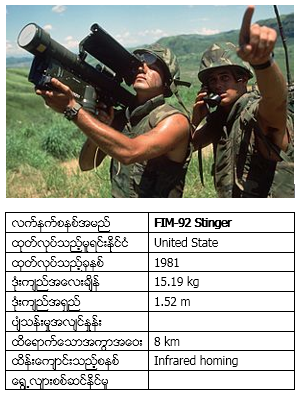 လက်နက်စနစ်အမည် FIM-92 Stinger
ထုတ်လုပ်သည့်မူရင်းနိုင်ငံ United State
ထုတ်လုပ်သည့်ခုနှစ် 1981
ဒုံးကျည်အလေးချိန် 15.19 kg
ဒုံးကျည်အရှည် 1.52 m
ပျံသန်းမှုအလျင်နှုန်း
ထိရောက်သောအကွာအဝေး 8 km
ထိန်းကျောင်းသည့်စနစ် Infrared homing
ရွှေ့လျားစစ်ဆင်နိုင်မှု